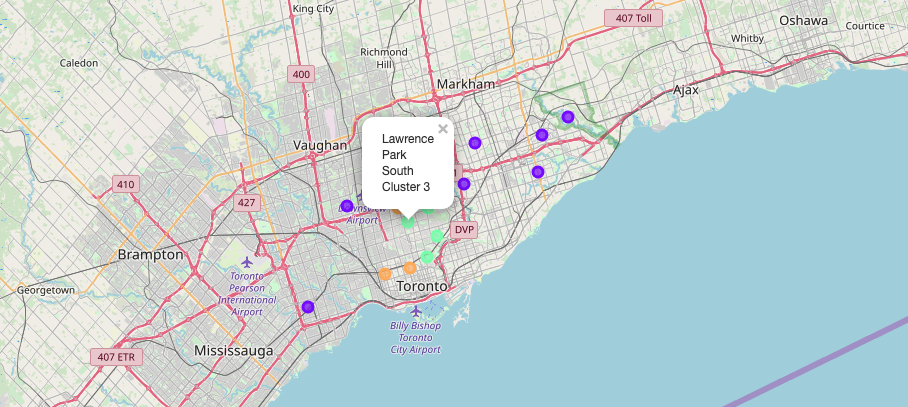 King City
407 Toll
Oshawa
Courtice
Whitby
Richmond
Hill
Caledon
400
Markham
Ajax
×
Lawrence
Park
South
Cluster 3
Vaughan
410
427
Airport
DVP
Brampton
Toronto
Pearson
International
Airport
Georgetown
Toronto
Billy Bishop
Toronto
City Airport
Mississauga
407 ETR